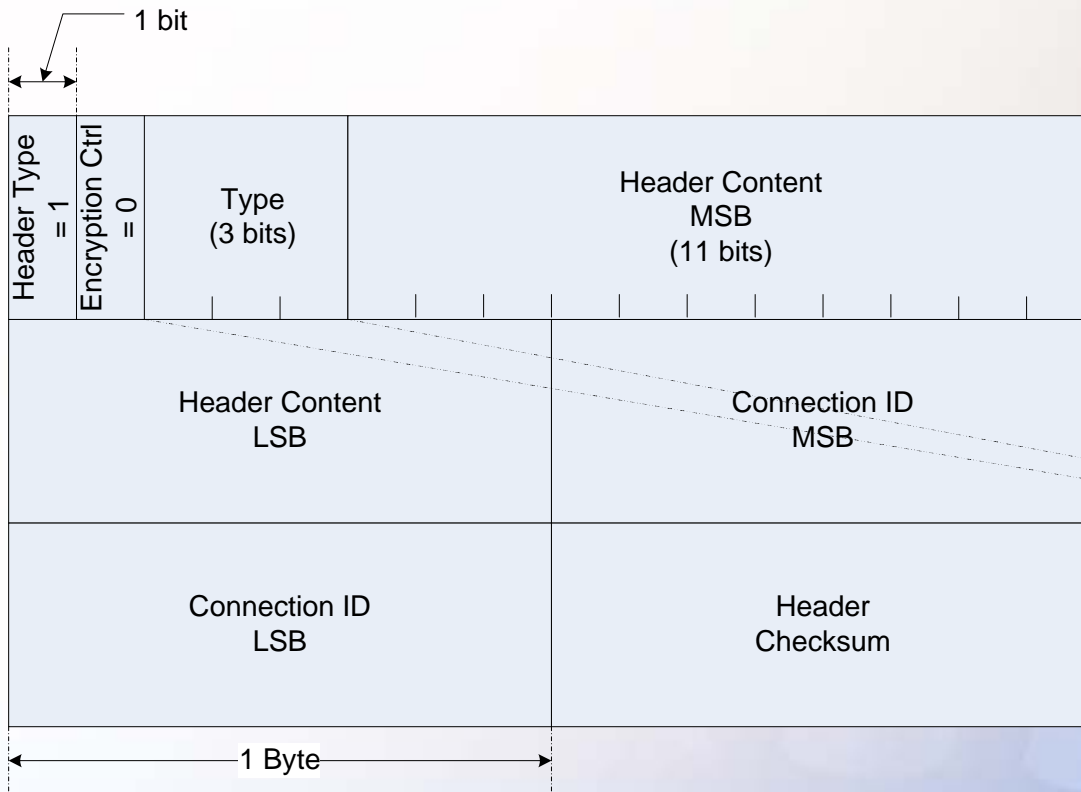 1 bit
Header Type
= 1
Encryption Ctrl
= 0
Type
(3 bits)
Header Content
MSB
(11 bits)
Header Content
LSB
Connection ID
MSB
Connection ID
LSB
Header
Checksum
1 Byte